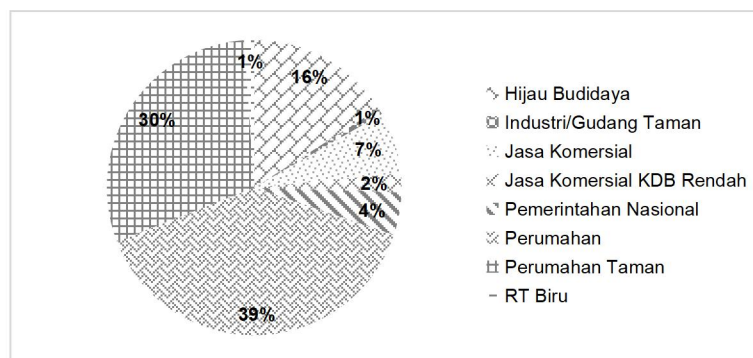 1%
16%
1%
30%
7%
2%
4%
39%
Hijau Budidaya
Industri/Gudang Taman
Jasa Komersial
Jasa Komersial KDB Rendah
Pemerintahan Nasional
Perumahan
Perumahan Taman
RT Biru